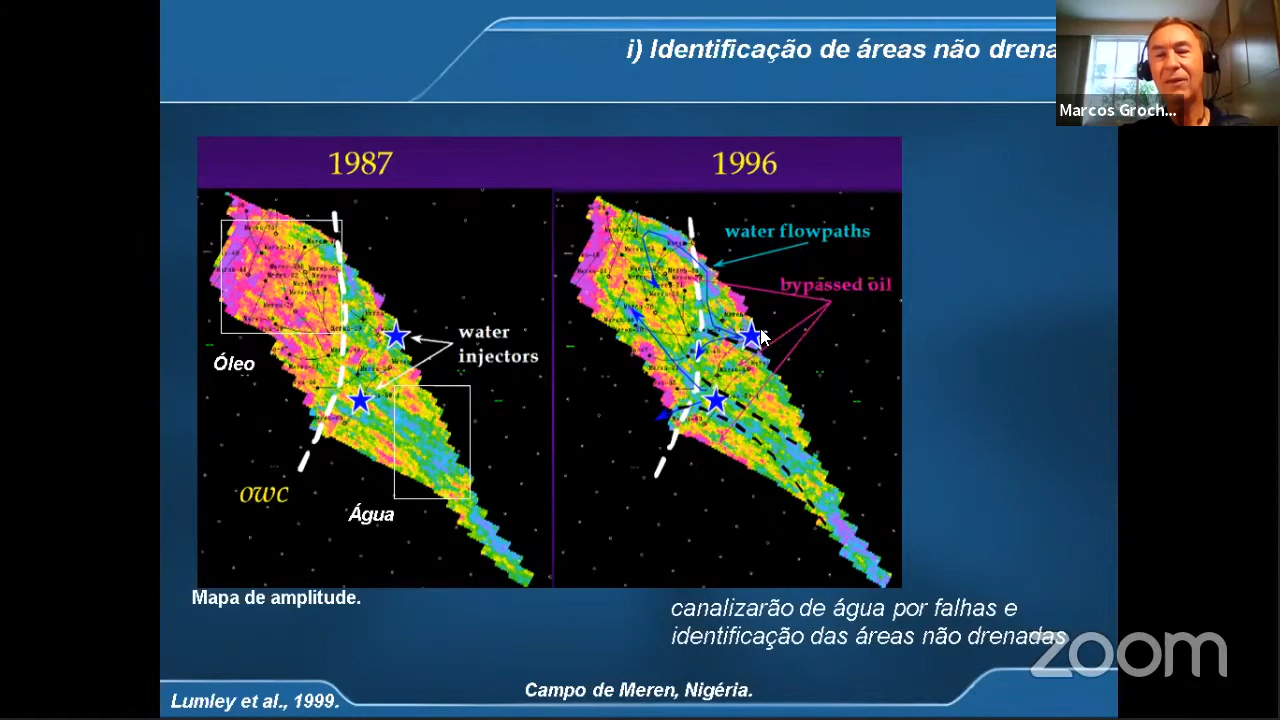 i) Identificação de áreas não drena
Marcos Groch...
1987
1996
water flowpaths
bypassed oil
water
injectors
Óleo
owc
Água
Mapa de amplitude.
canalizarão de água por falhas e
identificação das áreas não drenadas
zoom
Campo de Meren, Nigéria.
Lumley et al., 1999.